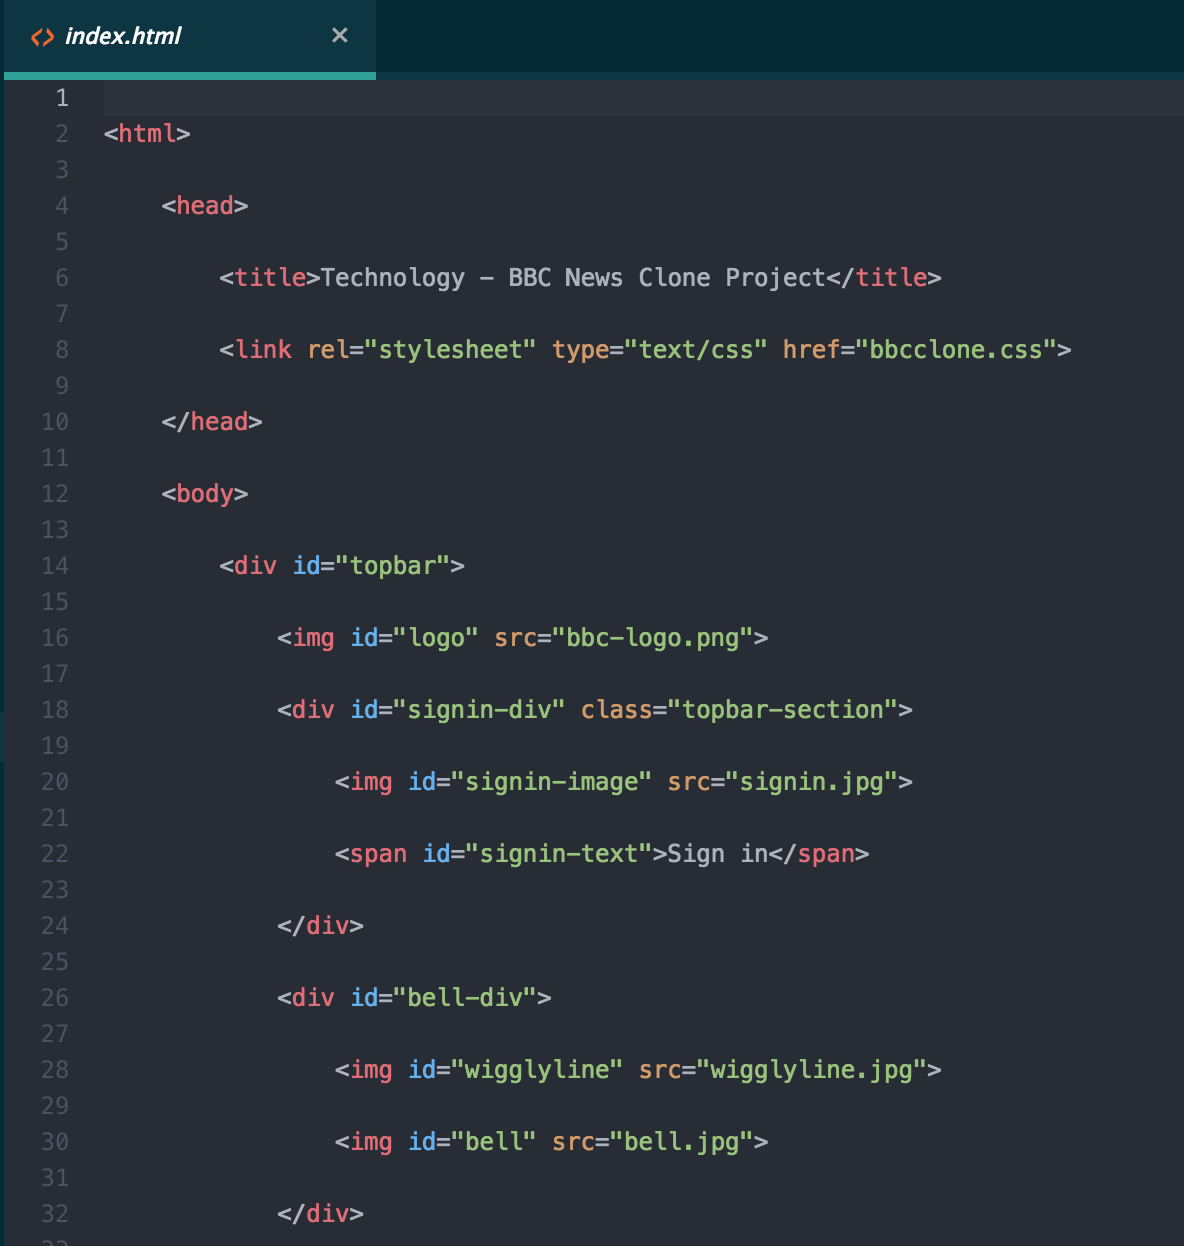 index.html ×
1
2 <html>
3
4 <head>
5
6 <title>Technology - BBC News Clone Project</title>
7
8 <link rel="stylesheet" type="text/css" href="bbcclone.css">
9
10 </head>
11
12 <body>
13
14 <div id="topbar">
15
16 <img id="logo" src="bbc-logo.png">
17
18 <div id="signin-div" class="topbar-section">
19
20 <img id="signin-image" src="signin.jpg">
21
22 <span id="signin-text">Sign in</span>
23
24 </div>
25
26 <div id="bell-div">
27
28 <img id="wigglyline" src="wigglyline.jpg">
29
30 <img id="bell" src="bell.jpg">
31
32 </div>